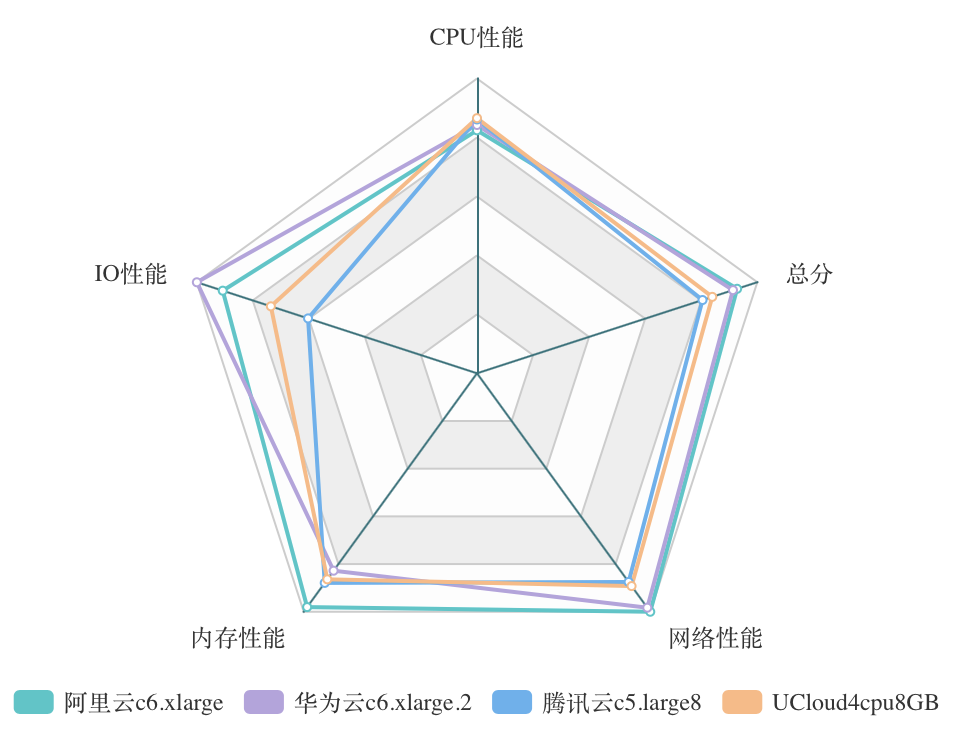 CPU性能
IO性能
总分
内存性能
网络性能
阿里云c6.xlarge
华为云c6.xlarge.2
腾讯云c5.large8
UCloud4cpu8GB